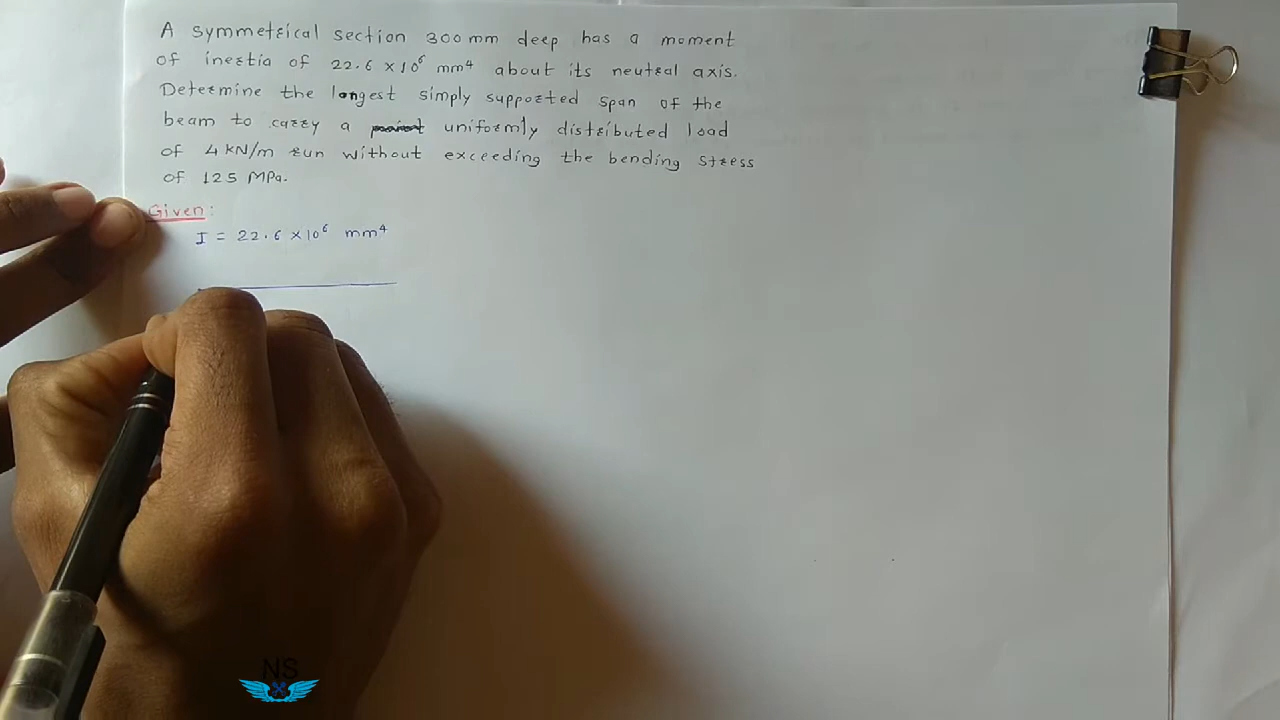 A symmetrical section 300 mm deep has a moment
of inertia of 22.6 × 10⁶ mm⁴ about its neutral axis.
Determine the longest simply supported span of the
beam to carry a uniformly distributed load
of 4 kN/m run without exceeding the bending stress
of 125 MPa.
Given:
I = 22.6 × 10⁶ mm⁴
NS